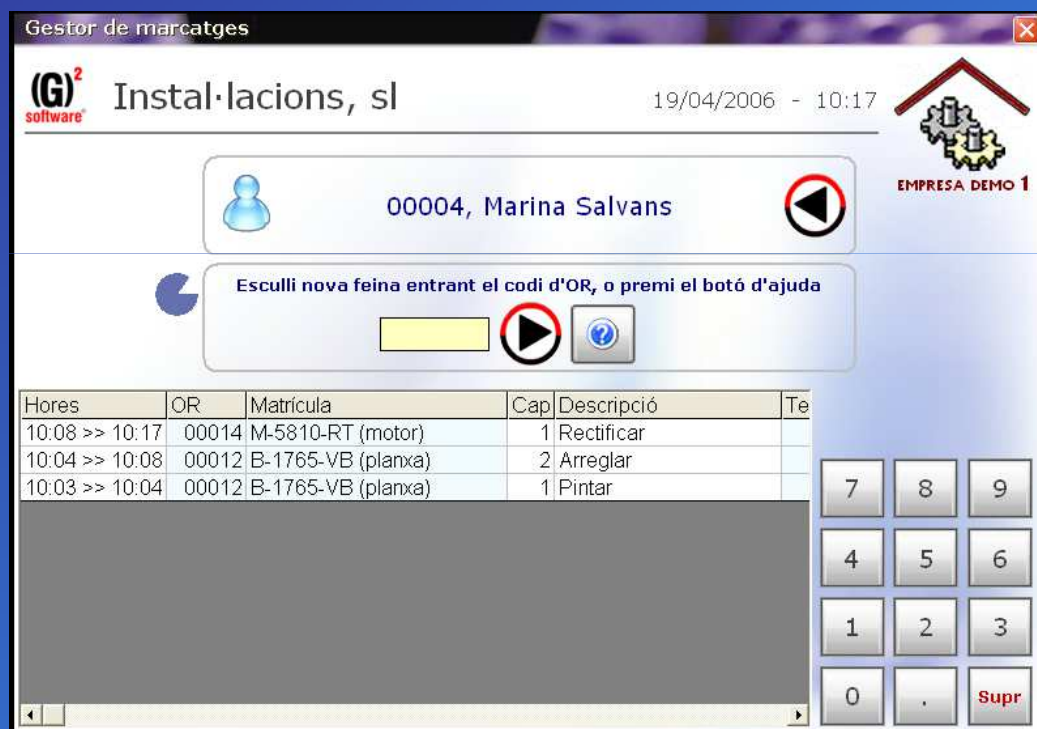 Gestor de marcatges
(G)2
software
Instal·lacions, sl
19/04/2006 - 10:17
EMPRESA DEMO 1
00004, Marina Salvans
Esculli nova feina entrant el codi d'OR, o premi el botó d'ajuda
Hores OR Matrícula Cap Descripció Te
10:08 >> 10:17 00014 M-5810-RT (motor) 1 Rectificar
10:04 >> 10:08 00012 B-1765-VB (planxa) 2 Arreglar
10:03 >> 10:04 00012 B-1765-VB (planxa) 1 Pintar
7 8 9
4 5 6
1 2 3
0 . Supr